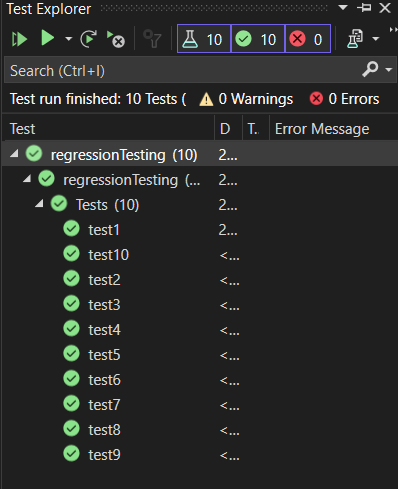 Test Explorer
10 10 0
Search (Ctrl+I)
Test run finished: 10 Tests ( 0 Warnings 0 Errors
Test D T. Error Message
regressionTesting (10) 2...
regressionTesting (... 2...
Tests (10) 2...
test1 2...
test10 <...
test2 <...
test3 <...
test4 <...
test5 <...
test6 <...
test7 <...
test8 <...
test9 <...